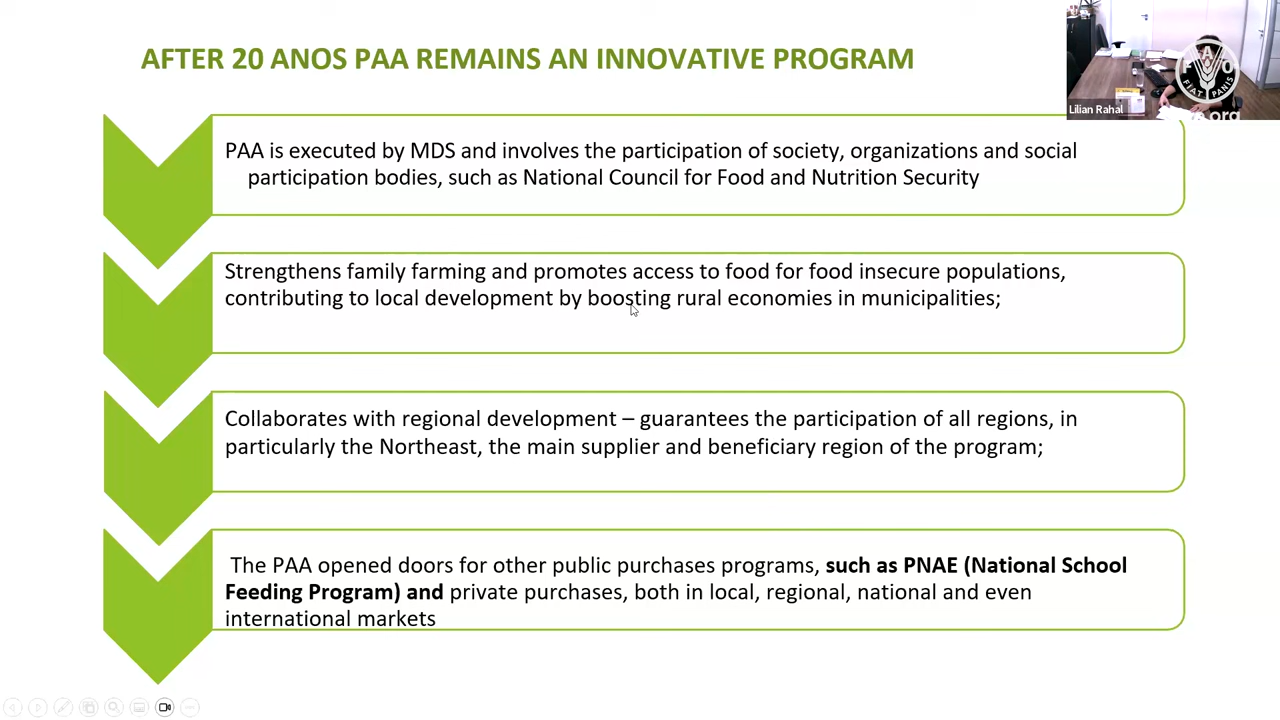 AFTER 20 ANOS PAA REMAINS AN INNOVATIVE PROGRAM
FAO
FIAT PANIS
Lilian Rahal
.org
PAA is executed by MDS and involves the participation of society, organizations and social
participation bodies, such as National Council for Food and Nutrition Security
Strengthens family farming and promotes access to food for food insecure populations,
contributing to local development by boosting rural economies in municipalities;
Collaborates with regional development – guarantees the participation of all regions, in
particularly the Northeast, the main supplier and beneficiary region of the program;
The PAA opened doors for other public purchases programs, such as PNAE (National School
Feeding Program) and private purchases, both in local, regional, national and even
international markets